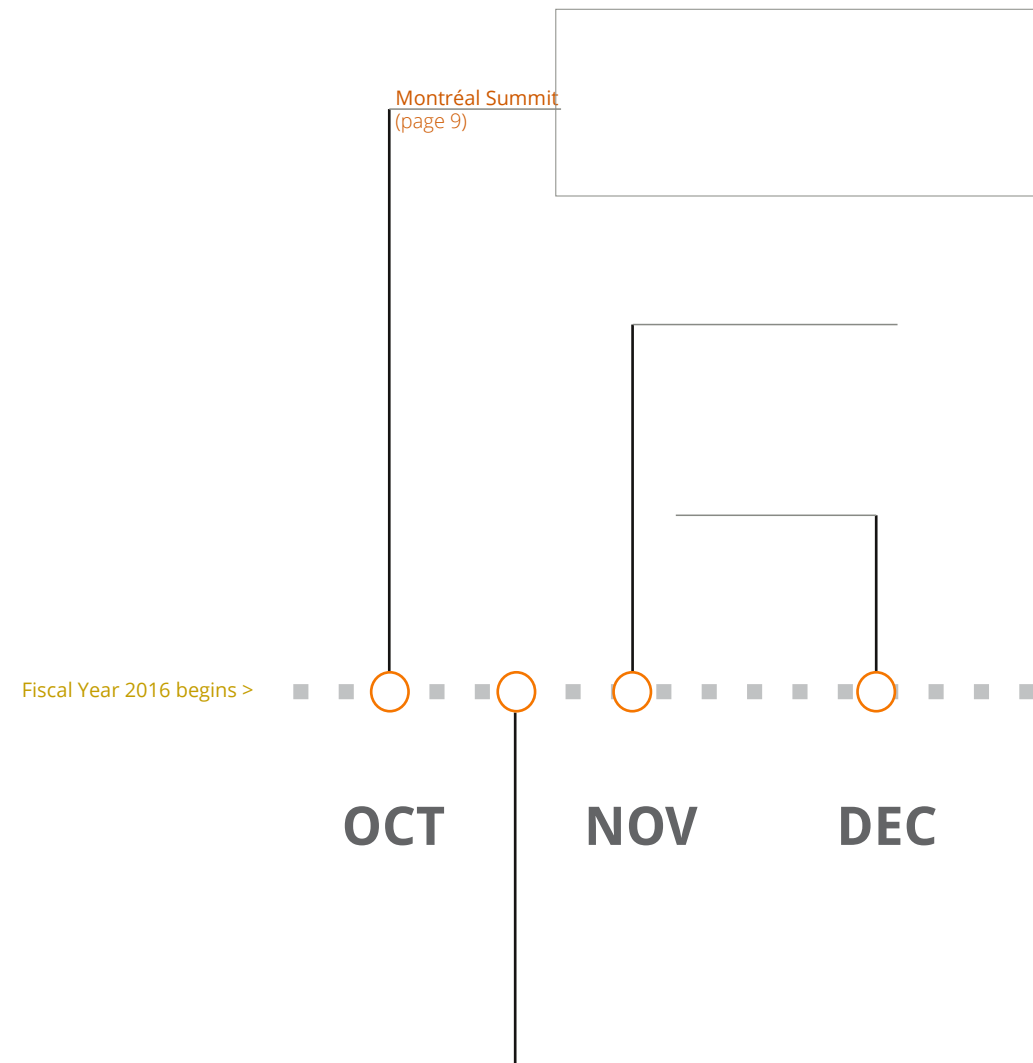 Montréal Summit
(page 9)
Fiscal Year 2016 begins >
OCT
NOV
DEC